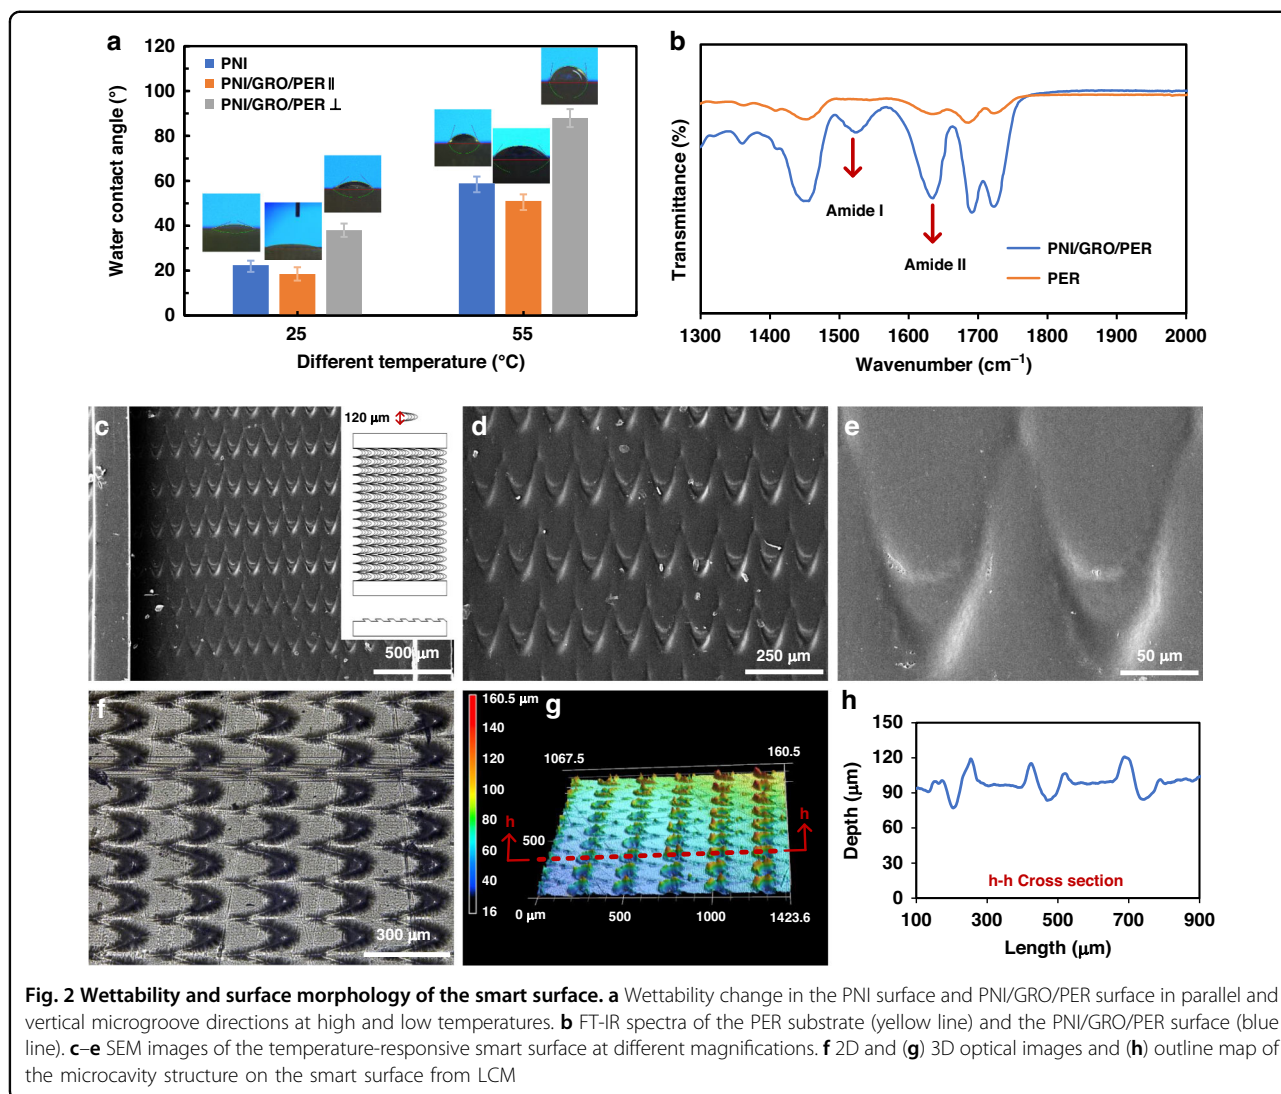 a
120
100
80
60
40
20
0
Water contact angle (°)
PNI
PNI/GRO/PER ∥
PNI/GRO/PER ⊥
25
55
Different temperature (°C)
b
Transmittance (%)
Amide I
Amide II
PNI/GRO/PER
PER
1300 1400 1500 1600 1700 1800 1900 2000
Wavenumber (cm⁻¹)
c
120 μm
500 μm
d
250 μm
e
50 μm
f
300 μm
g
160.5 μm
140
120
100
80
60
40
16
1067.5
160.5
h
h
500
0 μm
500
1000
1423.6
h
150
120
90
60
30
0
Depth (μm)
h-h Cross section
100 300 500 700 900
Length (μm)
Fig. 2 Wettability and surface morphology of the smart surface. a Wettability change in the PNI surface and PNI/GRO/PER surface in parallel and
vertical microgroove directions at high and low temperatures. b FT-IR spectra of the PER substrate (yellow line) and the PNI/GRO/PER surface (blue
line). c–e SEM images of the temperature-responsive smart surface at different magnifications. f 2D and (g) 3D optical images and (h) outline map of
the microcavity structure on the smart surface from LCM